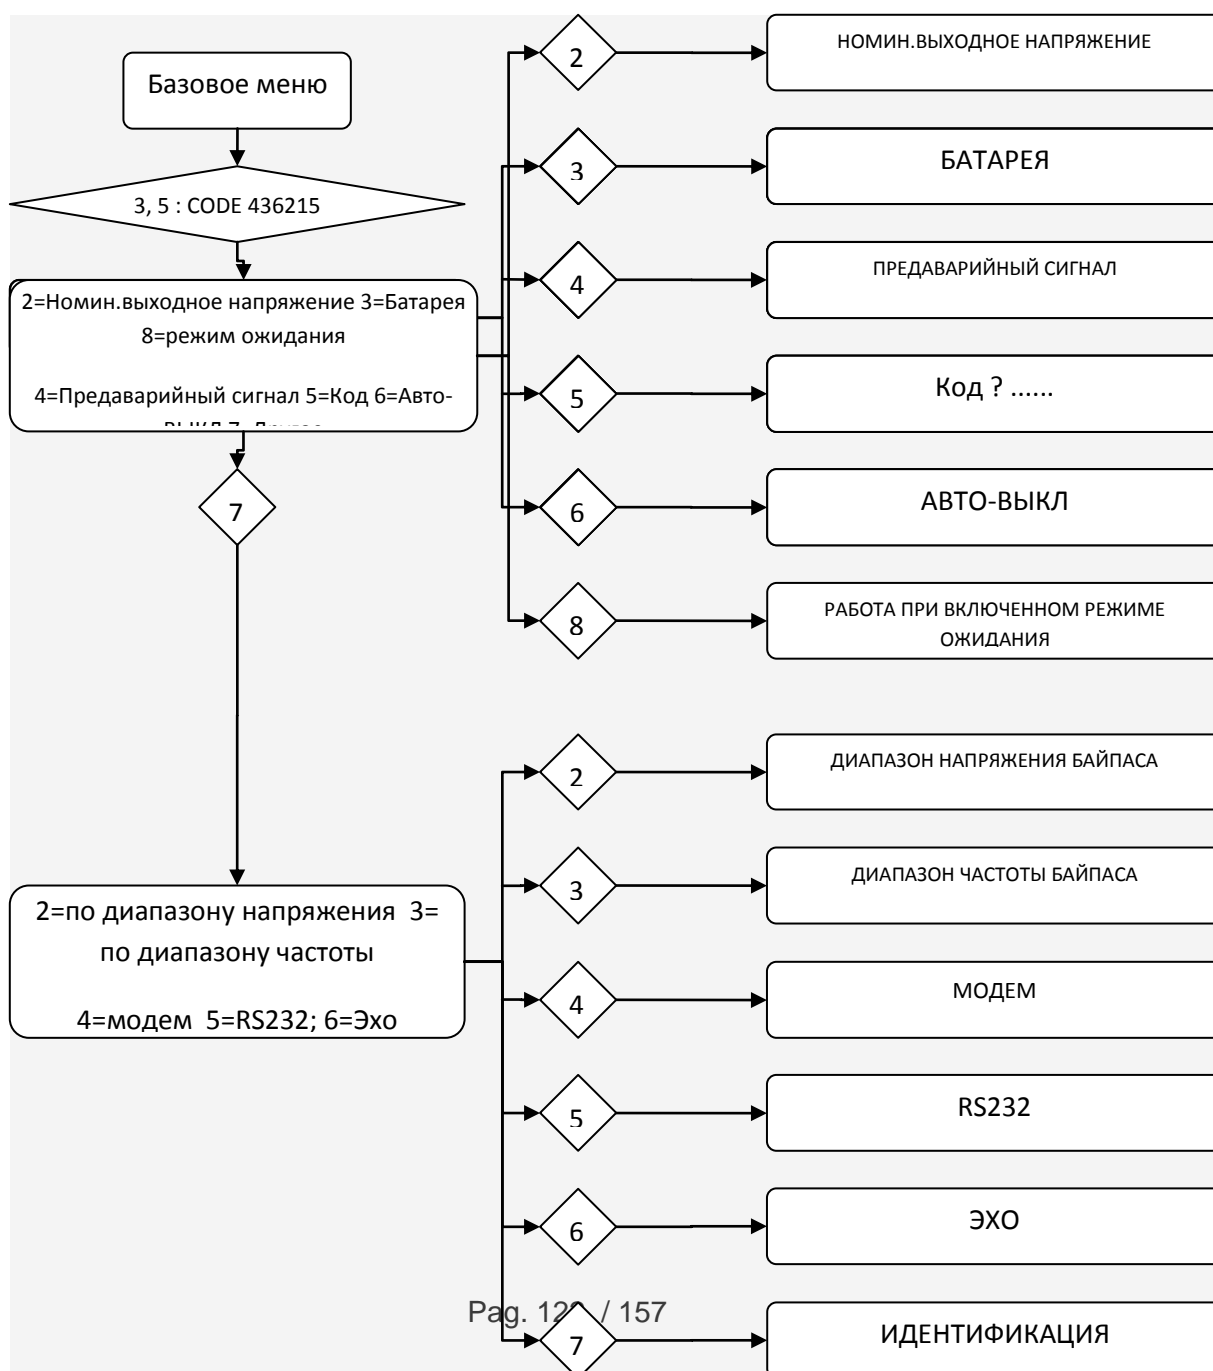 Базовое меню
3, 5 : CODE 436215
2=Номин.выходное напряжение 3=Батарея
8=режим ожидания
4=Предаварийный сигнал 5=Код 6=Авто-
7
2=по диапазону напряжения 3=
по диапазону частоты
4=модем 5=RS232; 6=Эхо
2
НОМИН.ВЫХОДНОЕ НАПРЯЖЕНИЕ
3
БАТАРЕЯ
4
ПРЕДАВАРИЙНЫЙ СИГНАЛ
5
Код ? ......
6
АВТО-ВЫКЛ
8
РАБОТА ПРИ ВКЛЮЧЕННОМ РЕЖИМЕ
ОЖИДАНИЯ
2
ДИАПАЗОН НАПРЯЖЕНИЯ БАЙПАСА
3
ДИАПАЗОН ЧАСТОТЫ БАЙПАСА
4
МОДЕМ
5
RS232
6
ЭХО
7
ИДЕНТИФИКАЦИЯ
Pag. / 157